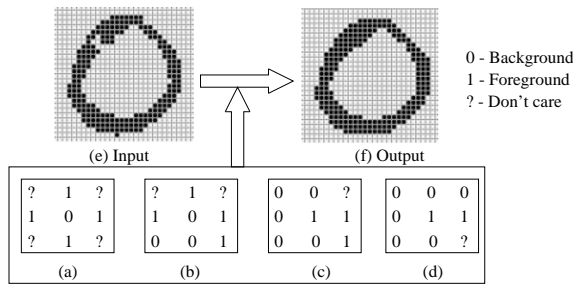 0 - Background
1 - Foreground
? - Don't care
(e) Input
(f) Output
? 1 ? ? 1 ? 0 0 ? 0 0 0
1 0 1 1 0 1 0 1 1 0 1 1
? 1 ? 0 0 1 0 0 1 0 0 ?
(a) (b) (c) (d)